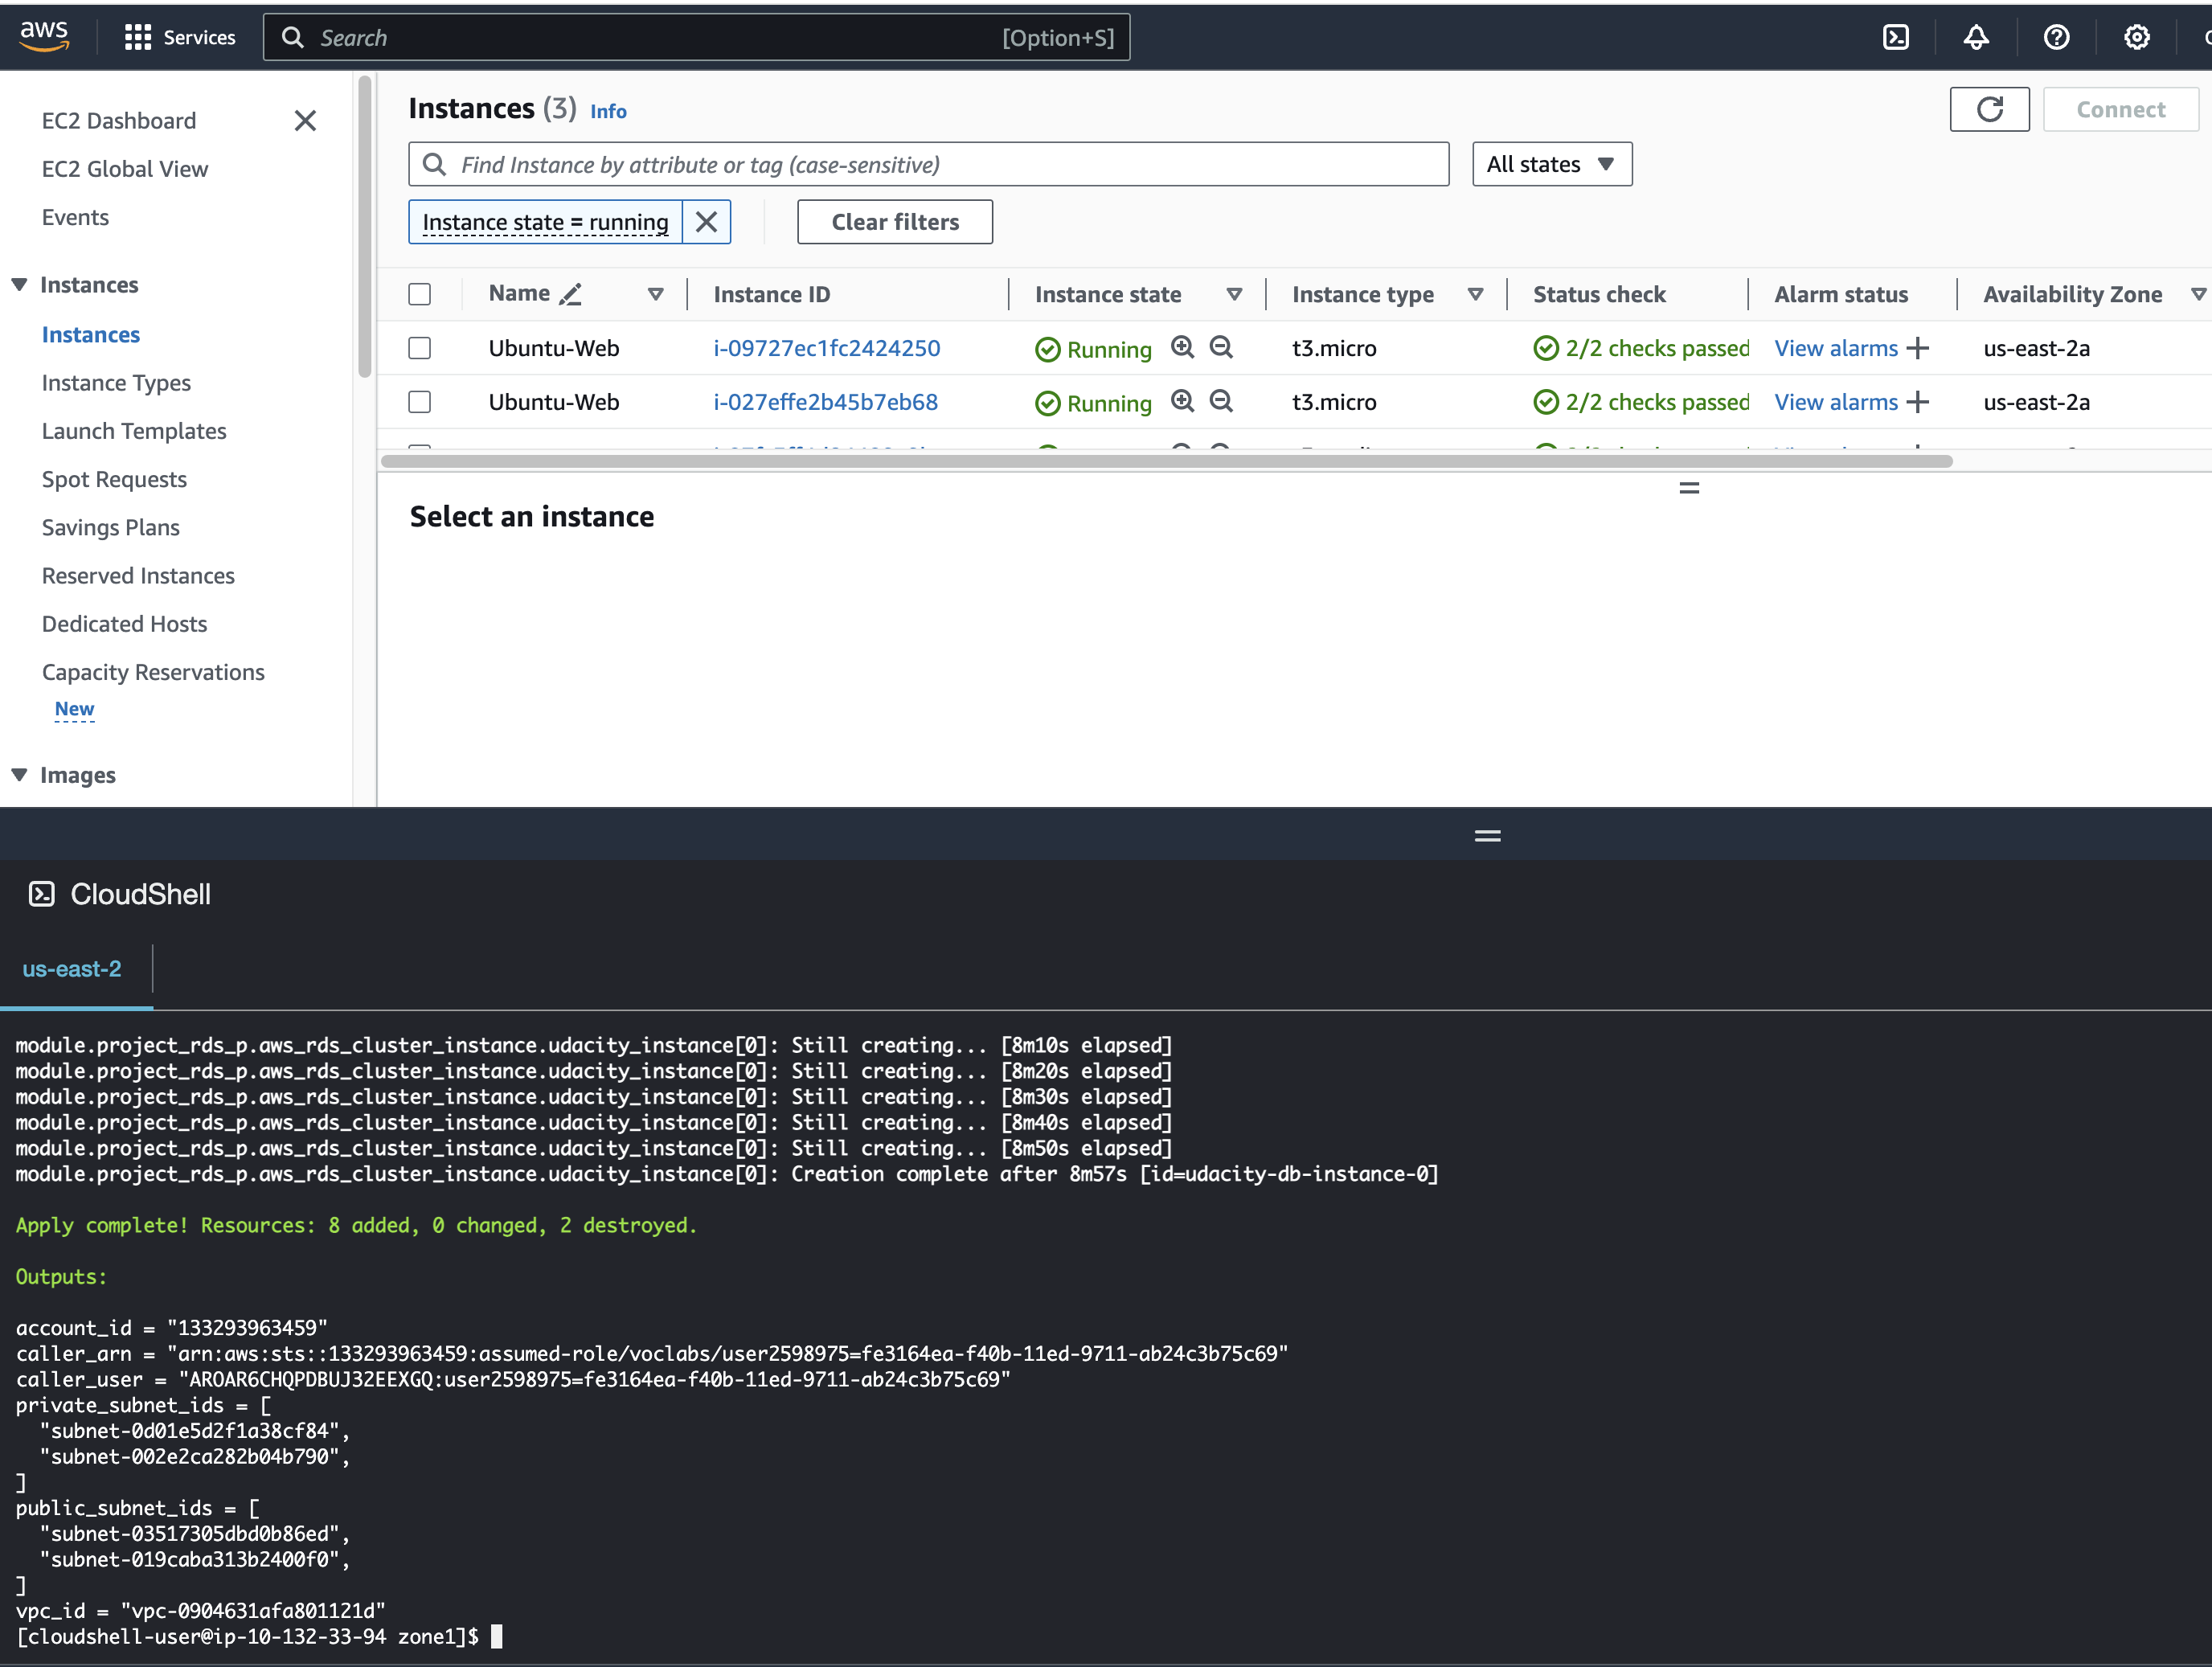 aws Services Search [Option+S]
EC2 Dashboard
EC2 Global View
Events
Instances
Instances
Instance Types
Launch Templates
Spot Requests
Savings Plans
Reserved Instances
Dedicated Hosts
Capacity Reservations
New
Images
Instances (3) Info
Connect
Find Instance by attribute or tag (case-sensitive) All states
Instance state = running Clear filters
Name Instance ID Instance state Instance type Status check Alarm status Availability Zone
Ubuntu-Web i-09727ec1fc2424250 Running t3.micro 2/2 checks passed View alarms us-east-2a
Ubuntu-Web i-027effe2b45b7eb68 Running t3.micro 2/2 checks passed View alarms us-east-2a
Select an instance
CloudShell
us-east-2
module.project_rds_p.aws_rds_cluster_instance.udacity_instance[0]: Still creating... [8m10s elapsed]
module.project_rds_p.aws_rds_cluster_instance.udacity_instance[0]: Still creating... [8m20s elapsed]
module.project_rds_p.aws_rds_cluster_instance.udacity_instance[0]: Still creating... [8m30s elapsed]
module.project_rds_p.aws_rds_cluster_instance.udacity_instance[0]: Still creating... [8m40s elapsed]
module.project_rds_p.aws_rds_cluster_instance.udacity_instance[0]: Still creating... [8m50s elapsed]
module.project_rds_p.aws_rds_cluster_instance.udacity_instance[0]: Creation complete after 8m57s [id=udacity-db-instance-0]
Apply complete! Resources: 8 added, 0 changed, 2 destroyed.
Outputs:
account_id = "133293963459"
caller_arn = "arn:aws:sts::133293963459:assumed-role/voclabs/user2598975=fe3164ea-f40b-11ed-9711-ab24c3b75c69"
caller_user = "AROAR6CHQPDBUJ32EEXGQ:user2598975=fe3164ea-f40b-11ed-9711-ab24c3b75c69"
private_subnet_ids = [
"subnet-0d01e5d2f1a38cf84",
"subnet-002e2ca282b04b790",
]
public_subnet_ids = [
"subnet-03517305dbd0b86ed",
"subnet-019caba313b2400f0",
]
vpc_id = "vpc-0904631afa801121d"
[cloudshell-user@ip-10-132-33-94 zone1]$